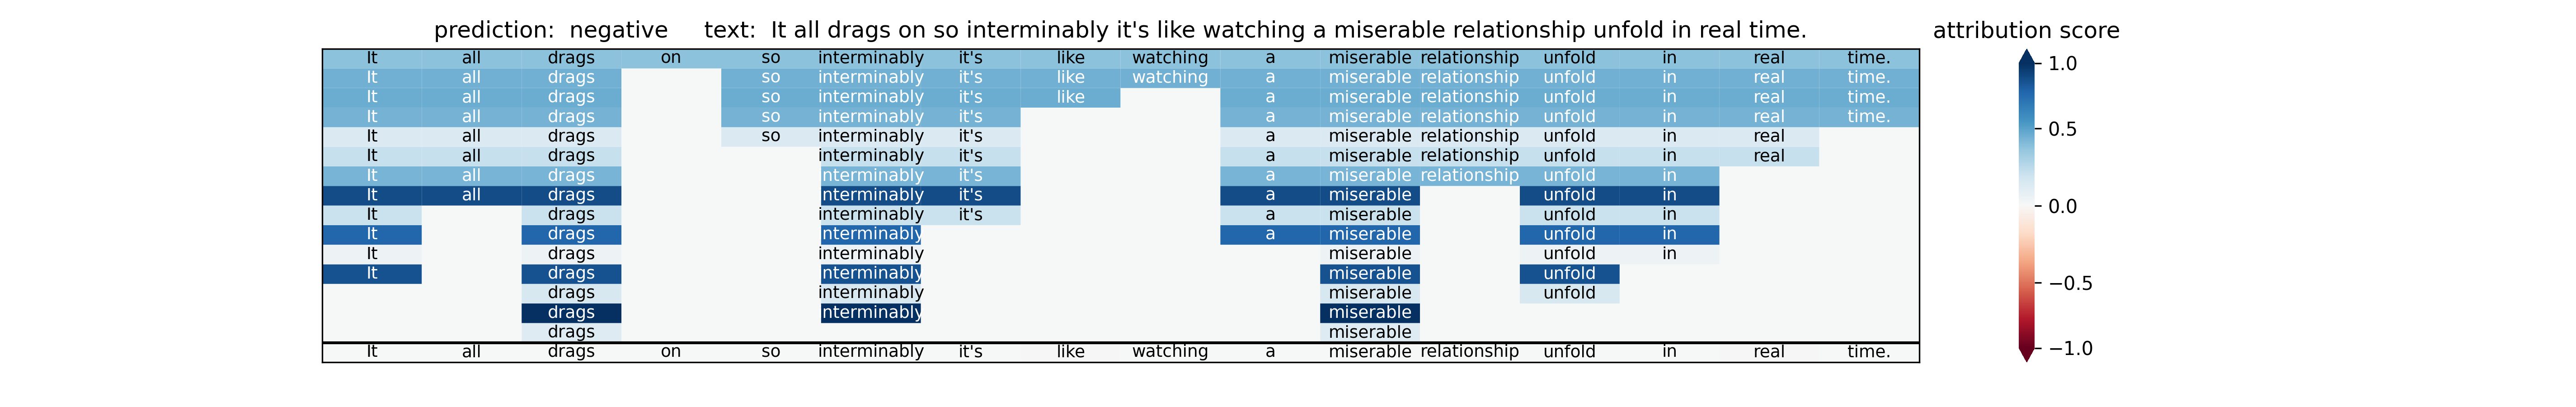 prediction: negative text: It all drags on so interminably it's like watching a miserable relationship unfold in real time. attribution score
It all drags on so interminably it's like watching a miserable relationship unfold in real time.
It all drags so interminably it's like watching a miserable relationship unfold in real time.
It all drags so interminably it's like a miserable relationship unfold in real time.
It all drags so interminably it's a miserable relationship unfold in real time.
It all drags so interminably it's a miserable relationship unfold in real
It all drags interminably it's a miserable relationship unfold in real
It all drags interminably it's a miserable relationship unfold in
It all drags interminably it's a miserable unfold in
It drags interminably it's a miserable unfold in
It drags interminably a miserable unfold in
It drags interminably miserable unfold in
It drags interminably miserable unfold
drags interminably miserable unfold
drags interminably miserable
drags miserable
It all drags on so interminably it's like watching a miserable relationship unfold in real time.
1.0
0.5
0.0
−0.5
−1.0